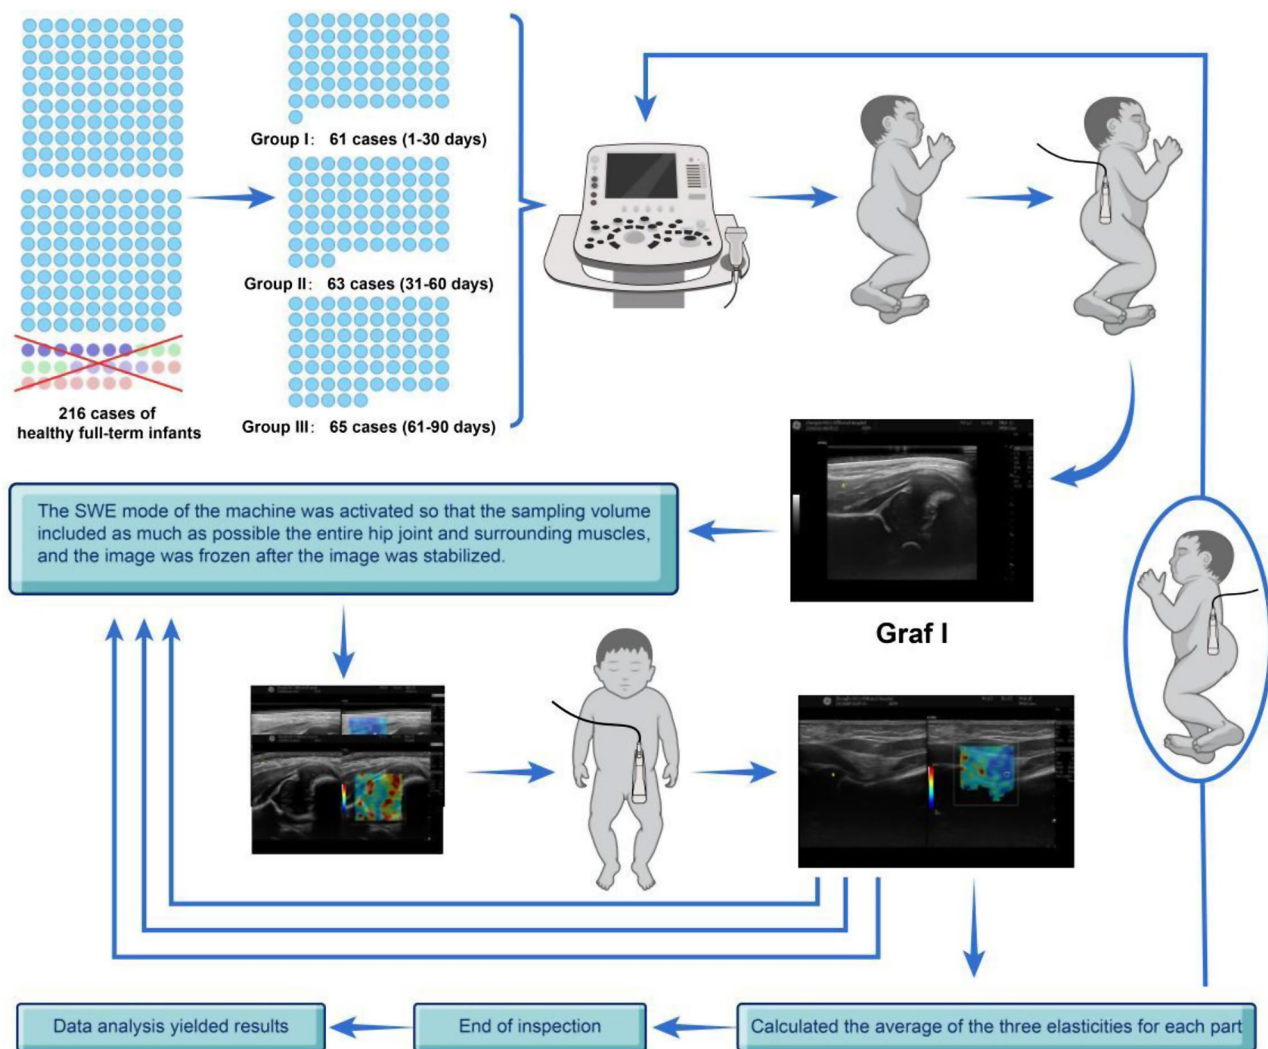 Group I: 61 cases (1-30 days)
Group II: 63 cases (31-60 days)
216 cases of
healthy full-term infants
Group III: 65 cases (61-90 days)
The SWE mode of the machine was activated so that the sampling volume
included as much as possible the entire hip joint and surrounding muscles,
and the image was frozen after the image was stabilized.
Graf I
Data analysis yielded results
End of inspection
Calculated the average of the three elasticities for each part